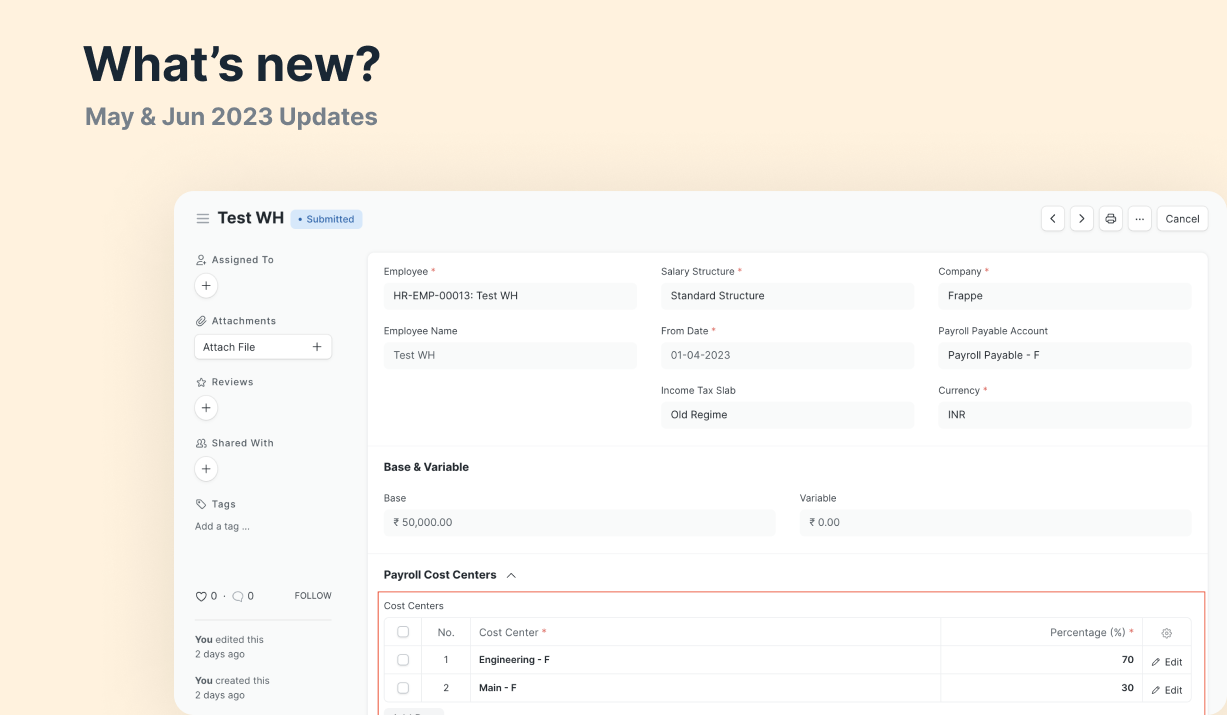 What's new?
May & Jun 2023 Updates
Test WH
• Submitted
Cancel
Assigned To
Attachments
Attach File
Reviews
Shared With
Tags
Add a tag ...
0 · 0 FOLLOW
You edited this
2 days ago
You created this
2 days ago
Employee * Salary Structure * Company *
HR-EMP-00013: Test WH Standard Structure Frappe
Employee Name From Date * Payroll Payable Account
Test WH 01-04-2023 Payroll Payable - F
Income Tax Slab Currency *
Old Regime INR
Base & Variable
Base Variable
₹ 50,000.00 ₹ 0.00
Payroll Cost Centers
Cost Centers
No. Cost Center * Percentage (%) *
1 Engineering - F 70 Edit
2 Main - F 30 Edit